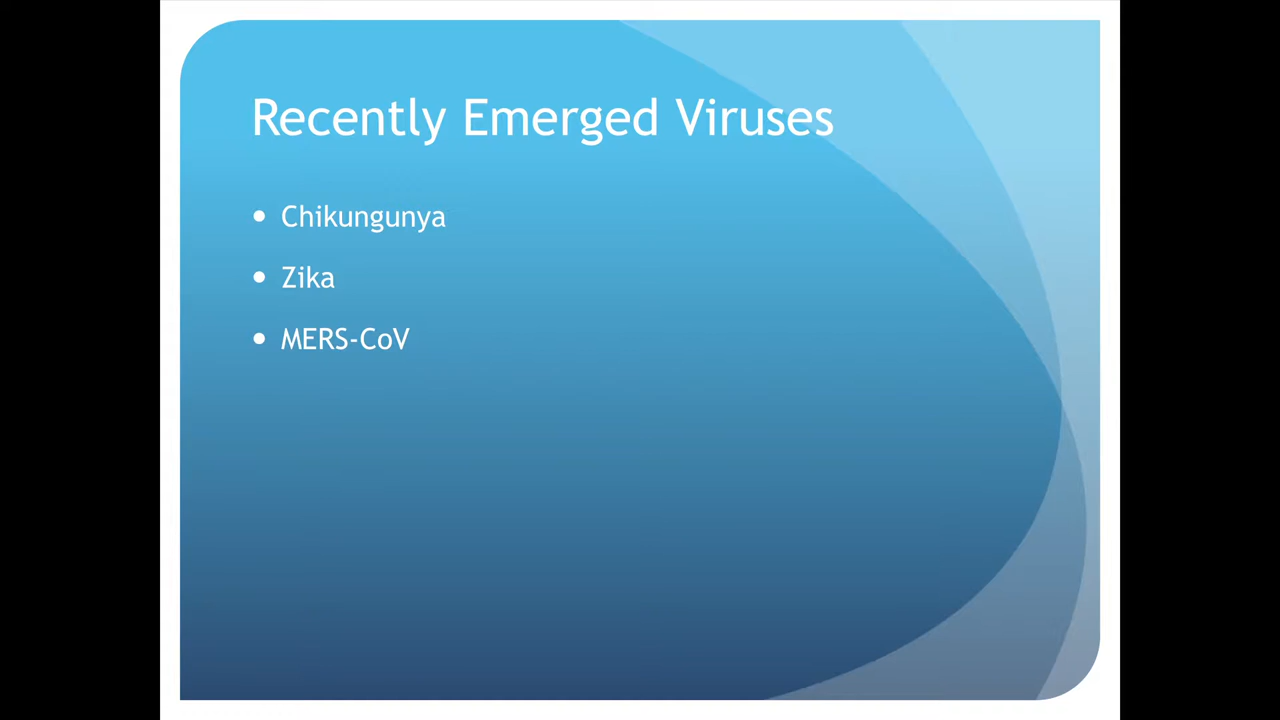 Recently Emerged Viruses
• Chikungunya
• Zika
• MERS-CoV